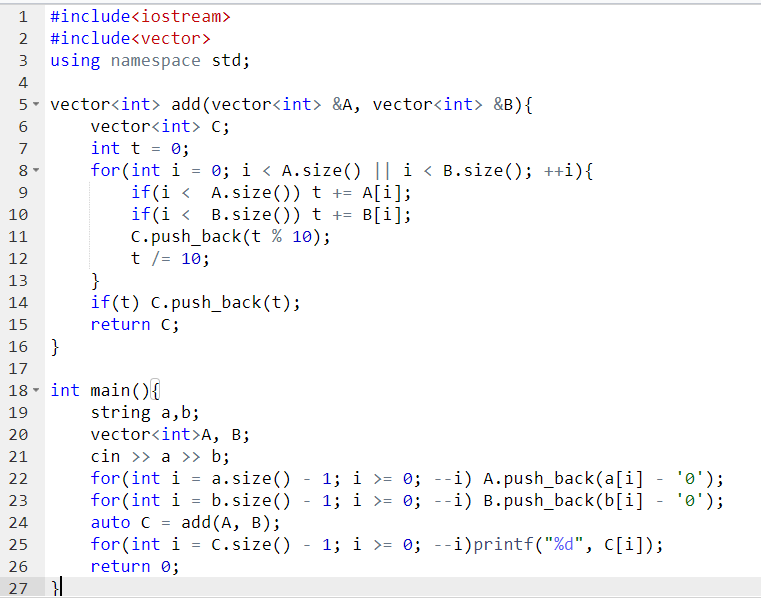 1 #include<iostream>
2 #include<vector>
3 using namespace std;
4
5 vector<int> add(vector<int> &A, vector<int> &B){
6     vector<int> C;
7     int t = 0;
8     for(int i = 0; i < A.size() || i < B.size(); ++i){
9         if(i <  A.size()) t += A[i];
10         if(i <  B.size()) t += B[i];
11         C.push_back(t % 10);
12         t /= 10;
13     }
14     if(t) C.push_back(t);
15     return C;
16 }
17
18 int main(){
19     string a,b;
20     vector<int>A, B;
21     cin >> a >> b;
22     for(int i = a.size() - 1; i >= 0; --i) A.push_back(a[i] - '0');
23     for(int i = b.size() - 1; i >= 0; --i) B.push_back(b[i] - '0');
24     auto C = add(A, B);
25     for(int i = C.size() - 1; i >= 0; --i)printf("%d", C[i]);
26     return 0;
27 }